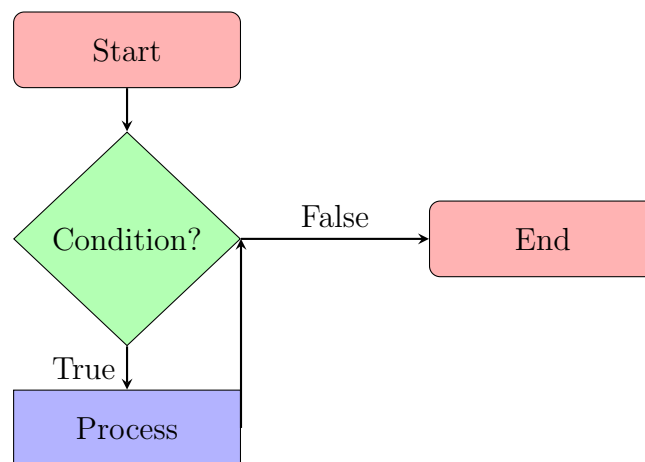 Start
Condition?
False
End
True
Process